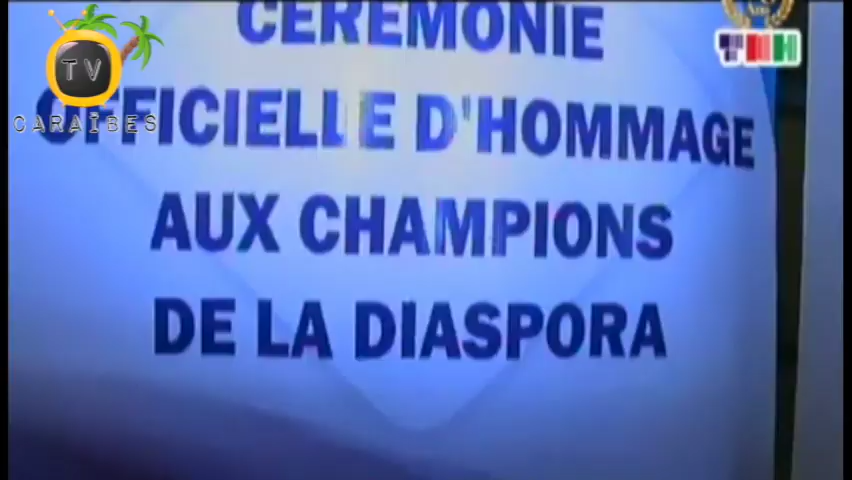 CEREMONIE
OFFICIELLE D'HOMMAGE
AUX CHAMPIONS
DE LA DIASPORA
TV
CARAÏBES
TNH